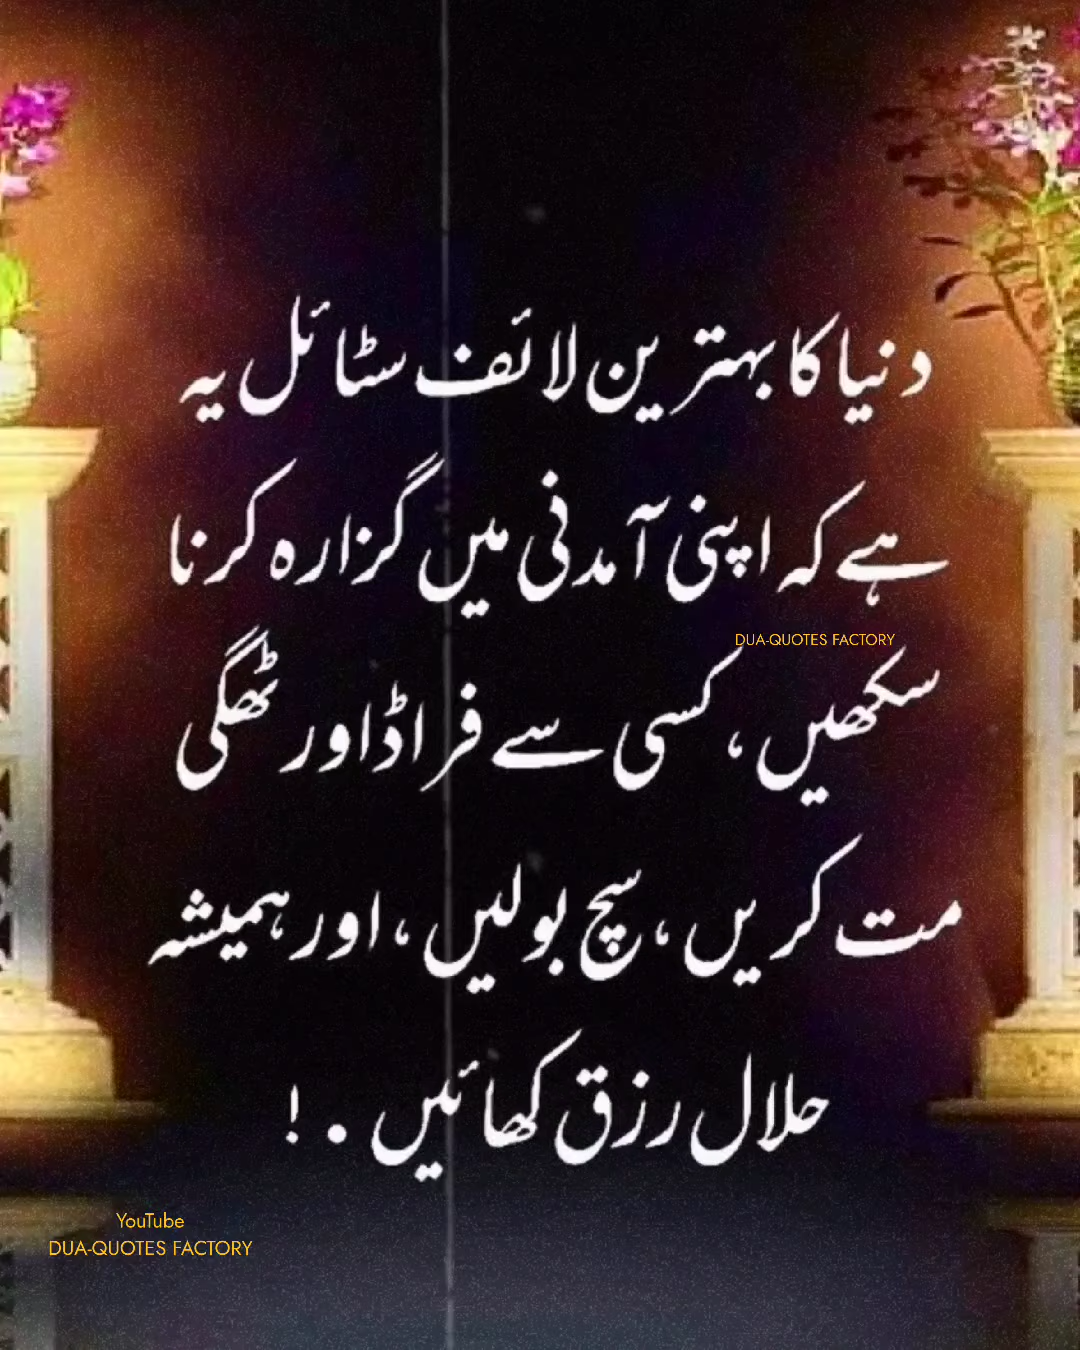 دنیا کا بہترین لائف سٹائل یہ
ہے کہ اپنی آمدنی میں گزارہ کرنا
DUA-QUOTES FACTORY
سکھیں، کسی سے فراڈ اور ٹھگی
مت کریں، سچ بولیں، اور ہمیشہ
حلال رزق کھائیں . !
YouTube
DUA-QUOTES FACTORY